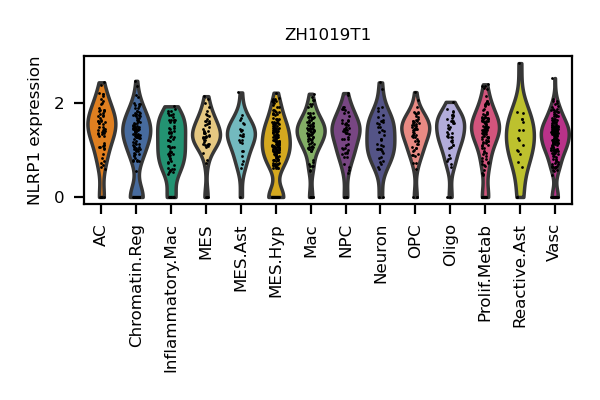 ZH1019T1
NLRP1 expression
2
0
AC
Chromatin.Reg
Inflammatory.Mac
MES
MES.Ast
MES.Hyp
Mac
NPC
Neuron
OPC
Oligo
Prolif.Metab
Reactive.Ast
Vasc